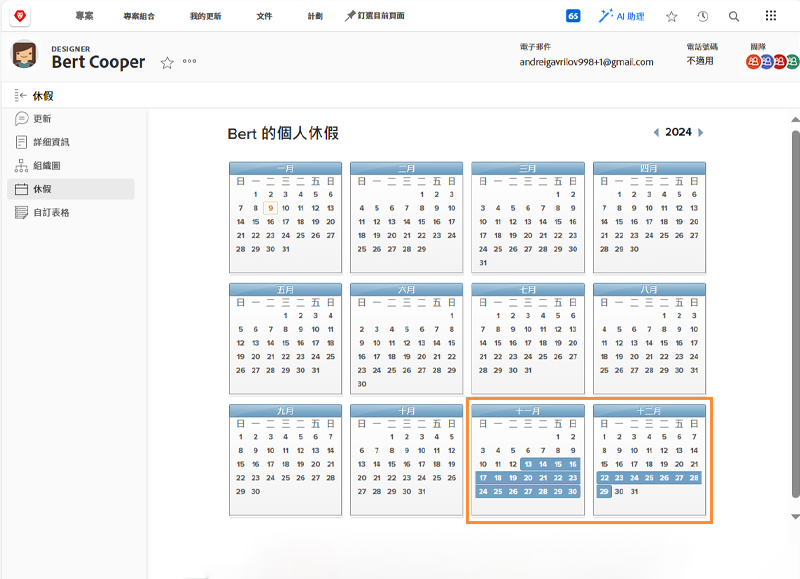 專案 專案組合 我的更新 文件 計劃 釘選目前頁面 65 AI 助理
DESIGNER
Bert Cooper
電子郵件
andreigavrilov998+1@gmail.com
電話號碼
不適用
團隊
休假
更新
詳細資訊
組織圖
休假
自訂表格
Bert 的個人休假
2024
一月
日 一 二 三 二 五 日
1 2 3 4 5 6
7 8 9 10 11 12 13
14 15 16 17 18 19 20
21 22 23 24 25 26 27
28 29 30 31
二月
日 一 二 三 二 五 日
1 2 3
4 5 6 7 8 9 10
11 12 13 14 15 16 17
18 19 20 21 22 23 24
25 26 27 28 29
三月
日 一 二 三 二 五 日
1 2
3 4 5 6 7 8 9
10 11 12 13 14 15 16
17 18 19 20 21 22 23
24 25 26 27 28 29 30
31
四月
日 一 二 三 二 五 日
1 2 3 4 5 6
7 8 9 10 11 12 13
14 15 16 17 18 19 20
21 22 23 24 25 26 27
28 29 30
五月
日 一 二 三 二 五 日
1 2 3 4
5 6 7 8 9 10 11
12 13 14 15 16 17 18
19 20 21 22 23 24 25
26 27 28 29 30 31
六月
日 一 二 三 二 五 日
1
2 3 4 5 6 7 8
9 10 11 12 13 14 15
16 17 18 19 20 21 22
23 24 25 26 27 28 29
30
七月
日 一 二 三 二 五 日
1 2 3 4 5 6
7 8 9 10 11 12 13
14 15 16 17 18 19 20
21 22 23 24 25 26 27
28 29 30 31
八月
日 一 二 三 二 五 日
1 2 3
4 5 6 7 8 9 10
11 12 13 14 15 16 17
18 19 20 21 22 23 24
25 26 27 28 29 30 31
九月
日 一 二 三 二 五 日
1 2 3 4 5 6 7
8 9 10 11 12 13 14
15 16 17 18 19 20 21
22 23 24 25 26 27 28
29 30
十月
日 一 二 三 二 五 日
1 2 3 4 5
6 7 8 9 10 11 12
13 14 15 16 17 18 19
20 21 22 23 24 25 26
27 28 29 30 31
十一月
日 一 二 三 二 五 日
1 2
3 4 5 6 7 8 9
10 11 12 13 14 15 16
17 18 19 20 21 22 23
24 25 26 27 28 29 30
十二月
日 一 二 三 二 五 日
1 2 3 4 5 6 7
8 9 10 11 12 13 14
15 16 17 18 19 20 21
22 23 24 25 26 27 28
29 30 31